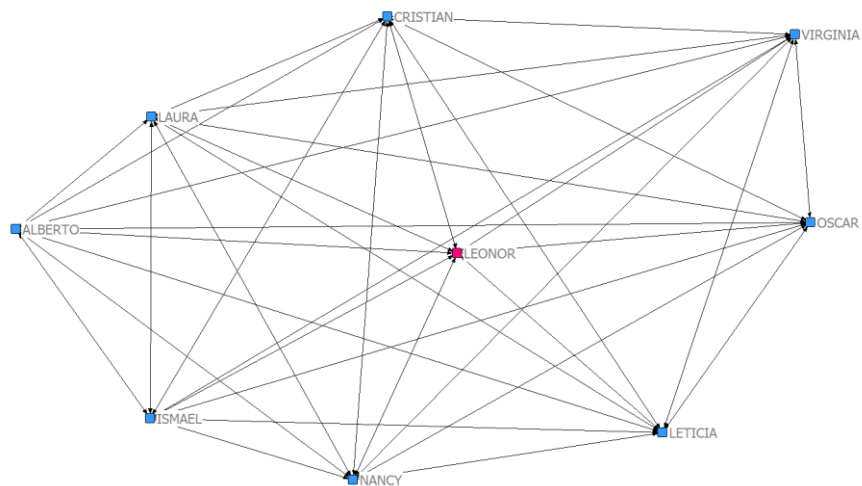 CRISTIAN
VIRGINIA
LAURA
OSCAR
ALBERTO
LEONOR
ISMAEL
LETICIA
NANCY